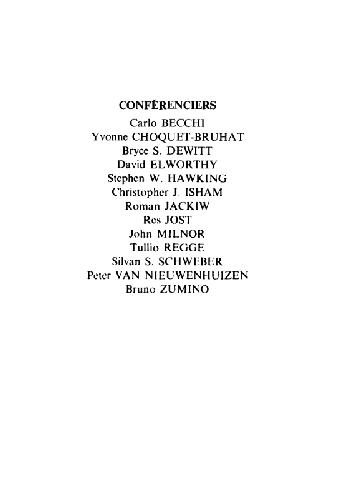 CONFÉRENCIERS
Carlo BECCHI
Yvonne CHOQUET-BRUHAT
Bryce S. DEWITT
David ELWORTHY
Stephen W. HAWKING
Christopher J. ISHAM
Roman JACKIW
Res JOST
John MILNOR
Tullio REGGE
Silvan S. SCHWEBER
Peter VAN NIEUWENHUIZEN
Bruno ZUMINO